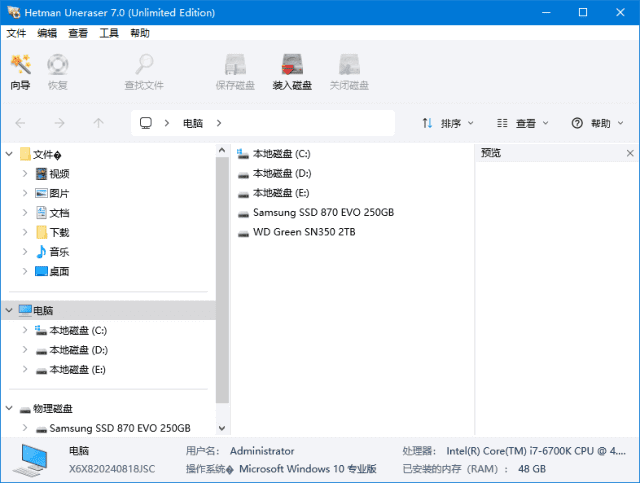 Hetman Uneraser 7.0 (Unlimited Edition)
文件 编辑 查看 工具 帮助
向导 恢复 查找文件 保存磁盘 装入磁盘 关闭磁盘
电脑 排序 查看 帮助
文件�
视频
图片
文档
下载
音乐
桌面
电脑
本地磁盘 (C:)
本地磁盘 (D:)
本地磁盘 (E:)
物理磁盘
Samsung SSD 870 EVO 250GB
本地磁盘 (C:)
本地磁盘 (D:)
本地磁盘 (E:)
Samsung SSD 870 EVO 250GB
WD Green SN350 2TB
预览
电脑 用户名: Administrator 处理器: Intel(R) Core(TM) i7-6700K CPU @ 4....
X6X820240818JSC 操作系统� Microsoft Windows 10 专业版 已安装的内存（RAM）: 48 GB